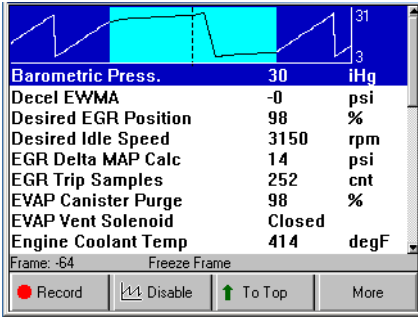 31
3
Barometric Press. 30 iHg
Decel EWMA -0 psi
Desired EGR Position 98 %
Desired Idle Speed 3150 rpm
EGR Delta MAP Calc 14 psi
EGR Trip Samples 252 cnt
EVAP Canister Purge 98 %
EVAP Vent Solenoid Closed
Engine Coolant Temp 414 degF
Frame: -64 Freeze Frame
Record Disable To Top More